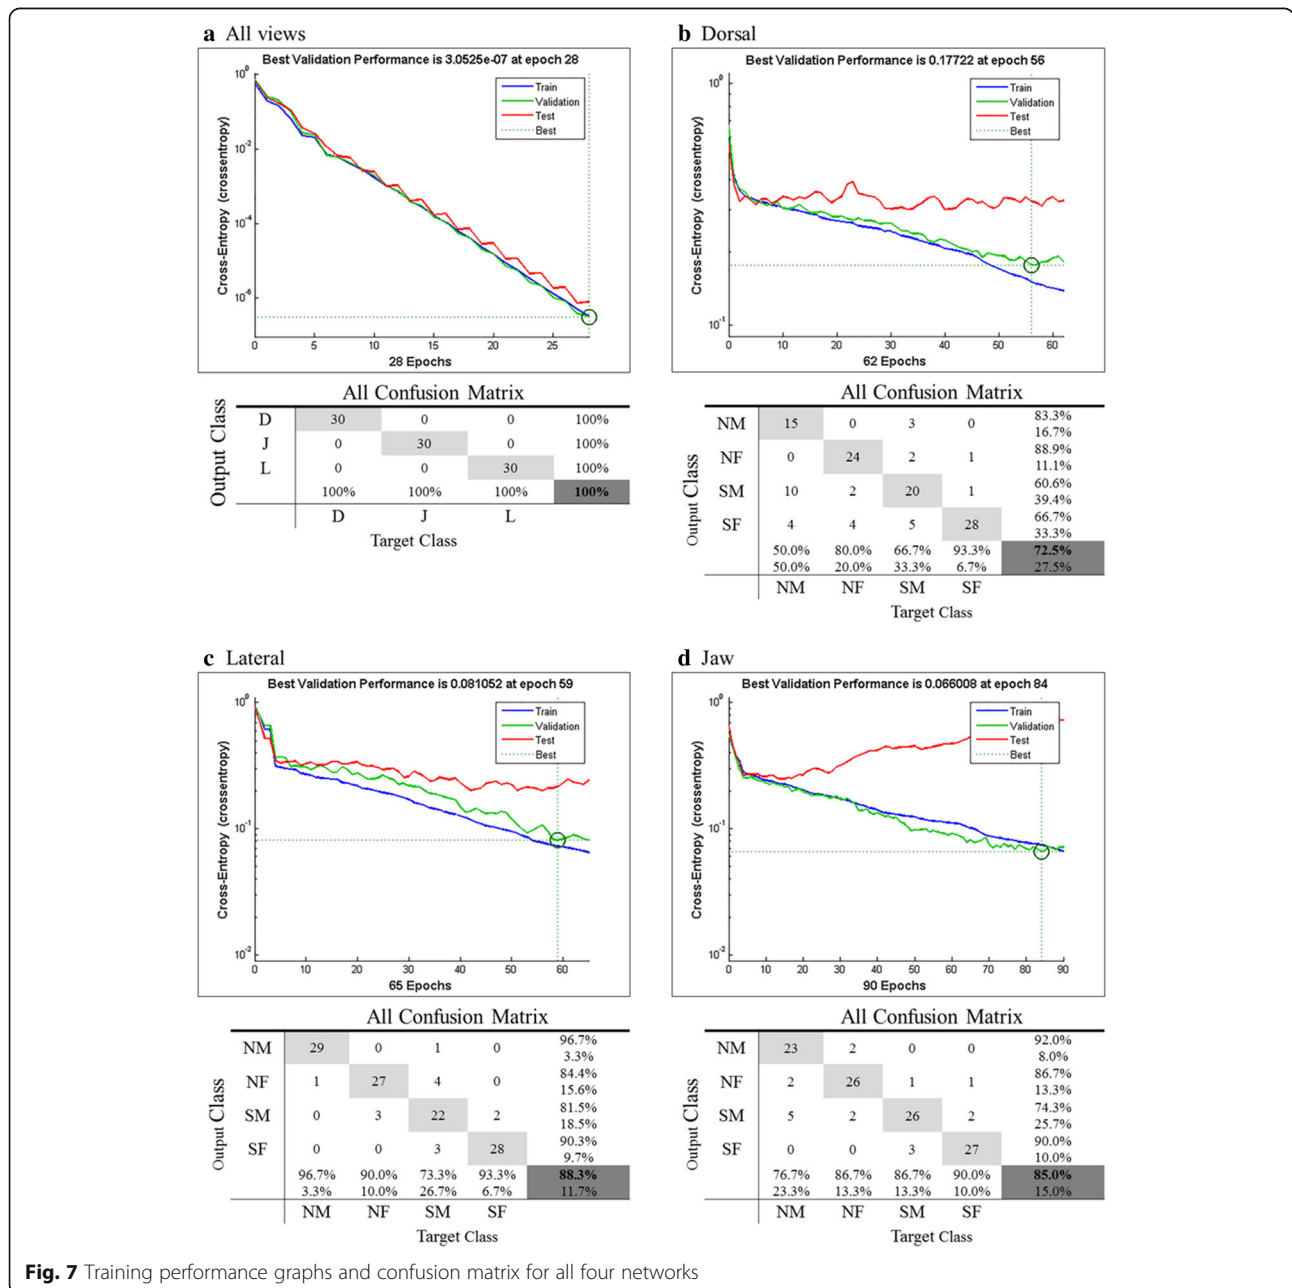 a All views
Best Validation Performance is 3.0525e-07 at epoch 28
Cross-Entropy (crossentropy)
10^0
10^-2
10^-4
10^-6
Train
Validation
Test
Best
0 5 10 15 20 25
28 Epochs
All Confusion Matrix
Output Class
D 30 0 0 100%
J 0 30 0 100%
L 0 0 30 100%
100% 100% 100% 100%
D J L
Target Class
b Dorsal
Best Validation Performance is 0.17722 at epoch 56
Cross-Entropy (crossentropy)
10^0
10^-1
Train
Validation
Test
Best
0 10 20 30 40 50 60
62 Epochs
All Confusion Matrix
Output Class
NM 15 0 3 0 83.3%
16.7%
NF 0 24 2 1 88.9%
11.1%
SM 10 2 20 1 60.6%
39.4%
SF 4 4 5 28 66.7%
33.3%
50.0% 80.0% 66.7% 93.3% 72.5%
50.0% 20.0% 33.3% 6.7% 27.5%
NM NF SM SF
Target Class
c Lateral
Best Validation Performance is 0.081052 at epoch 59
Cross-Entropy (crossentropy)
10^0
10^-1
10^-2
Train
Validation
Test
Best
0 10 20 30 40 50 60
65 Epochs
All Confusion Matrix
Output Class
NM 29 0 1 0 96.7%
3.3%
NF 1 27 4 0 84.4%
15.6%
SM 0 3 22 2 81.5%
18.5%
SF 0 0 3 28 90.3%
9.7%
96.7% 90.0% 73.3% 93.3% 88.3%
3.3% 10.0% 26.7% 6.7% 11.7%
NM NF SM SF
Target Class
d Jaw
Best Validation Performance is 0.066008 at epoch 84
Cross-Entropy (crossentropy)
10^0
10^-1
10^-2
Train
Validation
Test
Best
0 10 20 30 40 50 60 70 80 90
90 Epochs
All Confusion Matrix
Output Class
NM 23 2 0 0 92.0%
8.0%
NF 2 26 1 1 86.7%
13.3%
SM 5 2 26 2 74.3%
25.7%
SF 0 0 3 27 90.0%
10.0%
76.7% 86.7% 86.7% 90.0% 85.0%
23.3% 13.3% 13.3% 10.0% 15.0%
NM NF SM SF
Target Class
Fig. 7 Training performance graphs and confusion matrix for all four networks